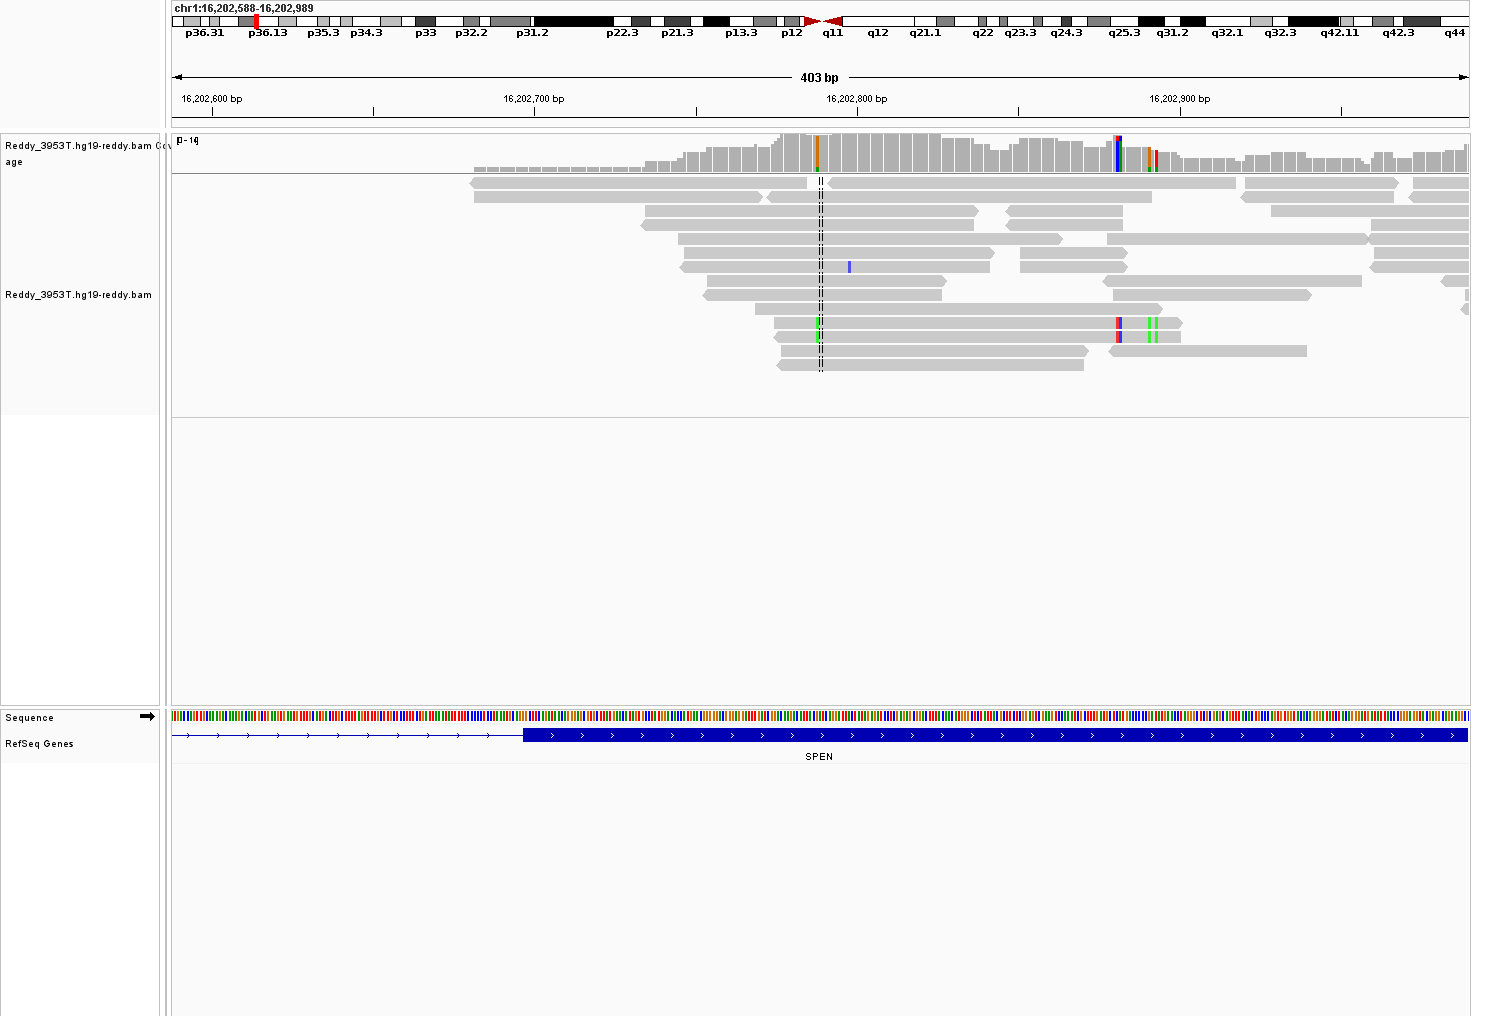 chr1:16,202,588-16,202,989
p36.31 p36.13 p35.3 p34.3 p33 p32.2 p31.2 p22.3 p21.3 p13.3 p12 q11 q12 q21.1 q22 q23.3 q24.3 q25.3 q31.2 q32.1 q32.3 q42.11 q42.3 q44
403 bp
16,202,600 bp 16,202,700 bp 16,202,800 bp 16,202,900 bp
Reddy_3953T.hg19-reddy.bam Cov
age
Reddy_3953T.hg19-reddy.bam
Sequence
RefSeq Genes
SPEN